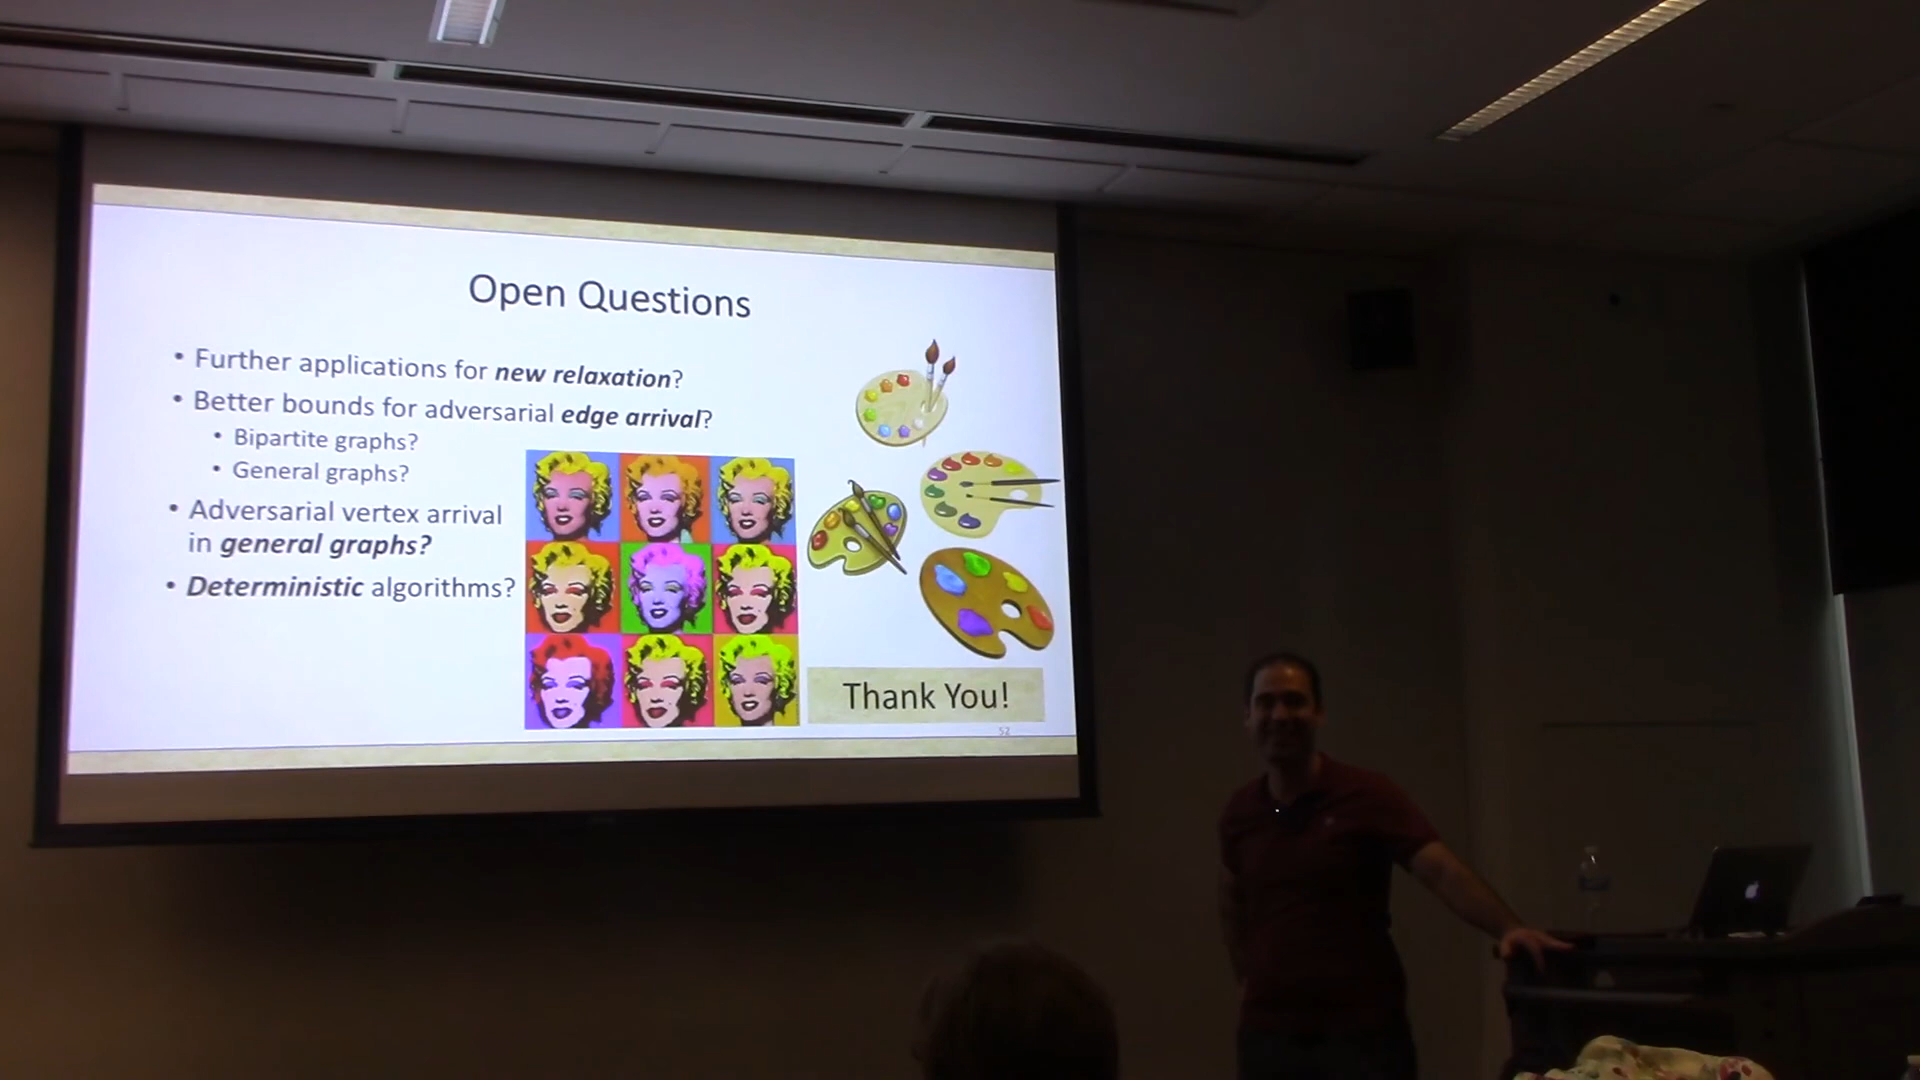 Open Questions
• Further applications for new relaxation?
• Better bounds for adversarial edge arrival?
• Bipartite graphs?
• General graphs?
• Adversarial vertex arrival
in general graphs?
• Deterministic algorithms?
Thank You!
52